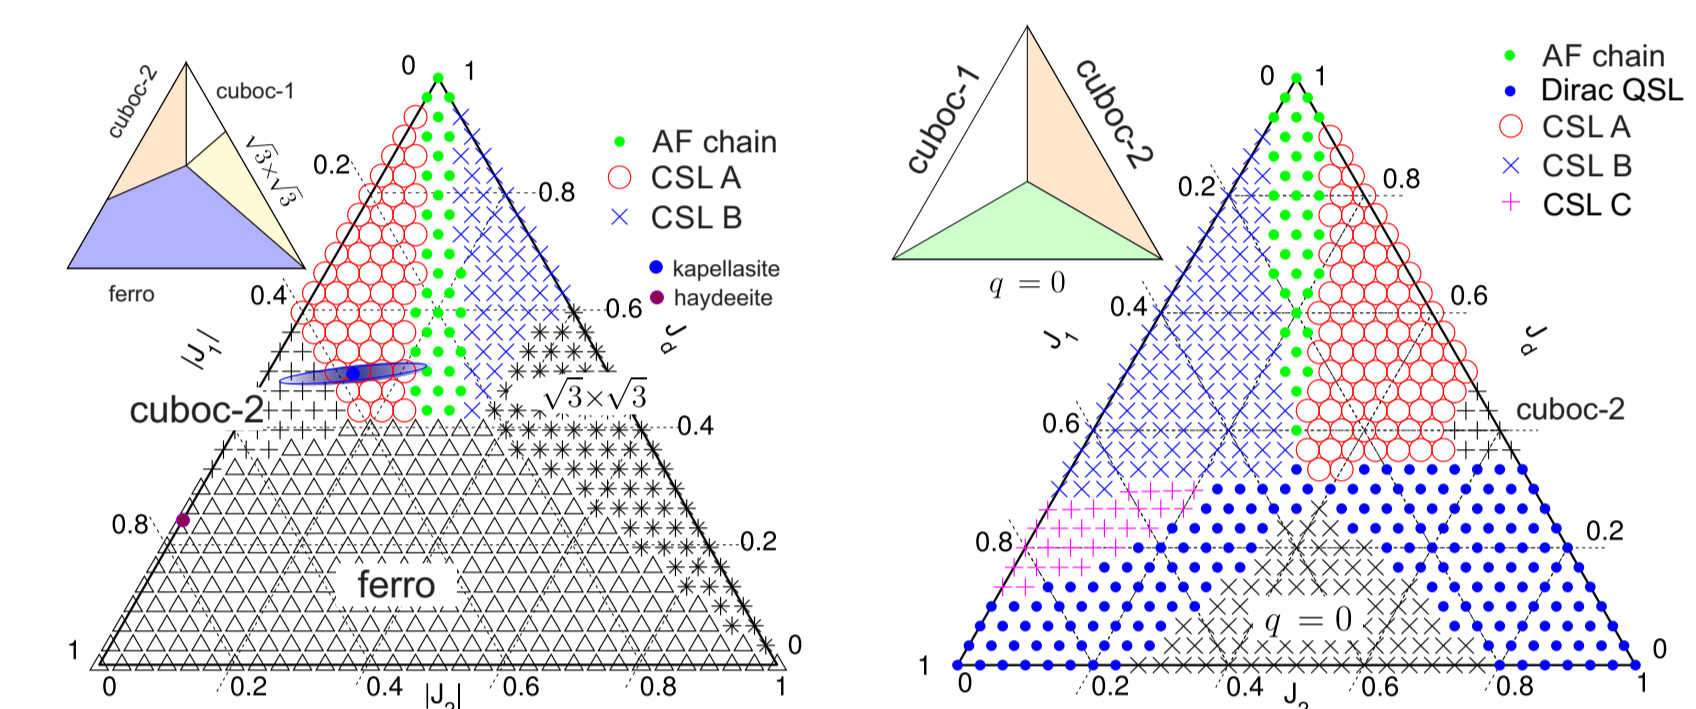 cuboc-2
cuboc-1
√3×√3
ferro
0
1
AF chain
CSL A
CSL B
kapellasite
haydeeite
0.2
0.8
0.4
0.6
|J1|
Jd
cuboc-2
√3×√3
0.4
0.8
0.2
ferro
1
0
0
0.2
0.4
|J2|
0.6
0.8
1
cuboc-1
cuboc-2
q = 0
0
1
AF chain
Dirac QSL
CSL A
CSL B
CSL C
0.2
0.8
0.4
0.6
J1
Jd
cuboc-2
0.6
0.8
0.2
q = 0
1
0
0
0.2
0.4
J2
0.6
0.8
1